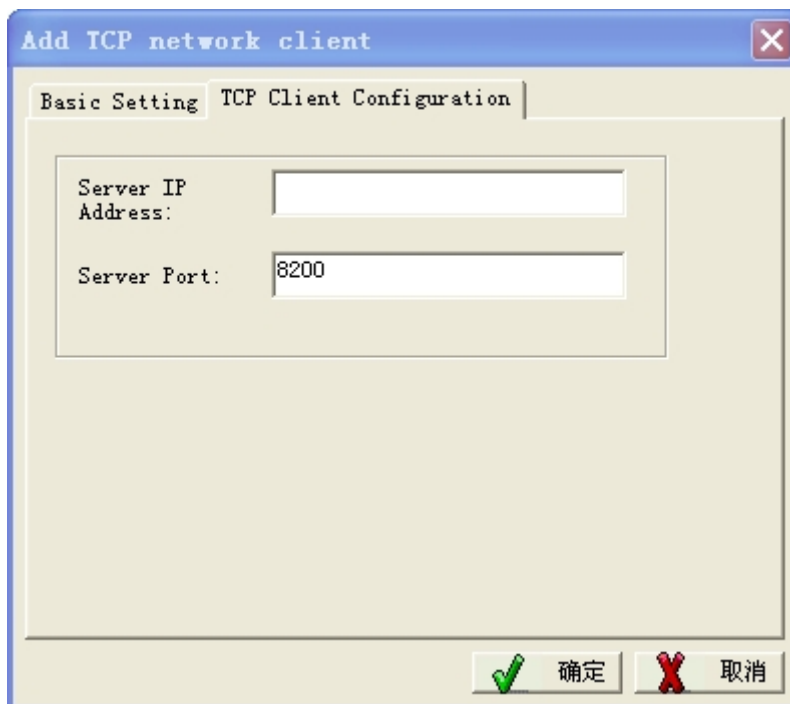 Add TCP network client
Basic Setting TCP Client Configuration
Server IP
Address:
Server Port: 8200
确定 取消